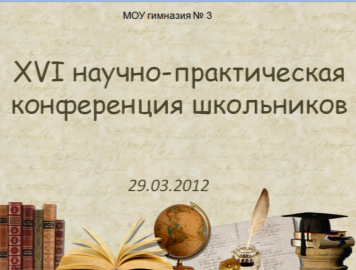 МОУ гимназия № 3
XVI научно-практическая
конференция школьников
29.03.2012